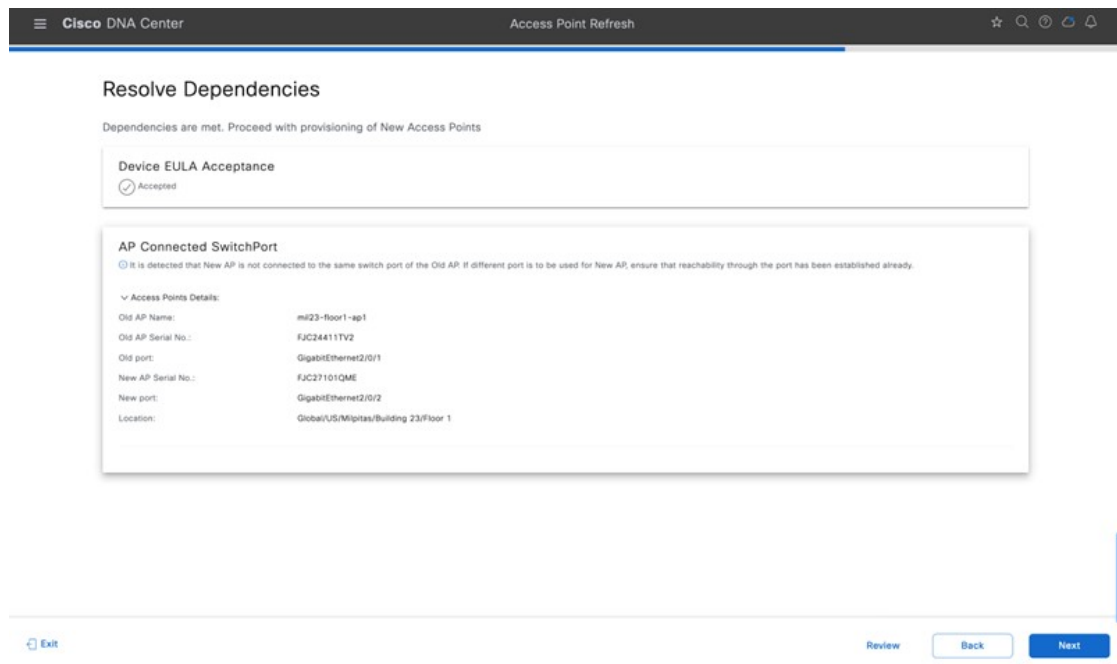 Cisco DNA Center
Access Point Refresh
Resolve Dependencies
Dependencies are met. Proceed with provisioning of New Access Points
Device EULA Acceptance
Accepted
AP Connected SwitchPort
It is detected that New AP is not connected to the same switch port of the Old AP. If different port is to be used for New AP, ensure that reachability through the port has been established already.
Access Points Details:
Old AP Name: mil23-floor1-ap1
Old AP Serial No.: FJC24411TV2
Old port: GigabitEthernet2/0/1
New AP Serial No.: FJC27101QME
New port: GigabitEthernet2/0/2
Location: Global/US/Milpitas/Building 23/Floor 1
Exit
Review
Back
Next